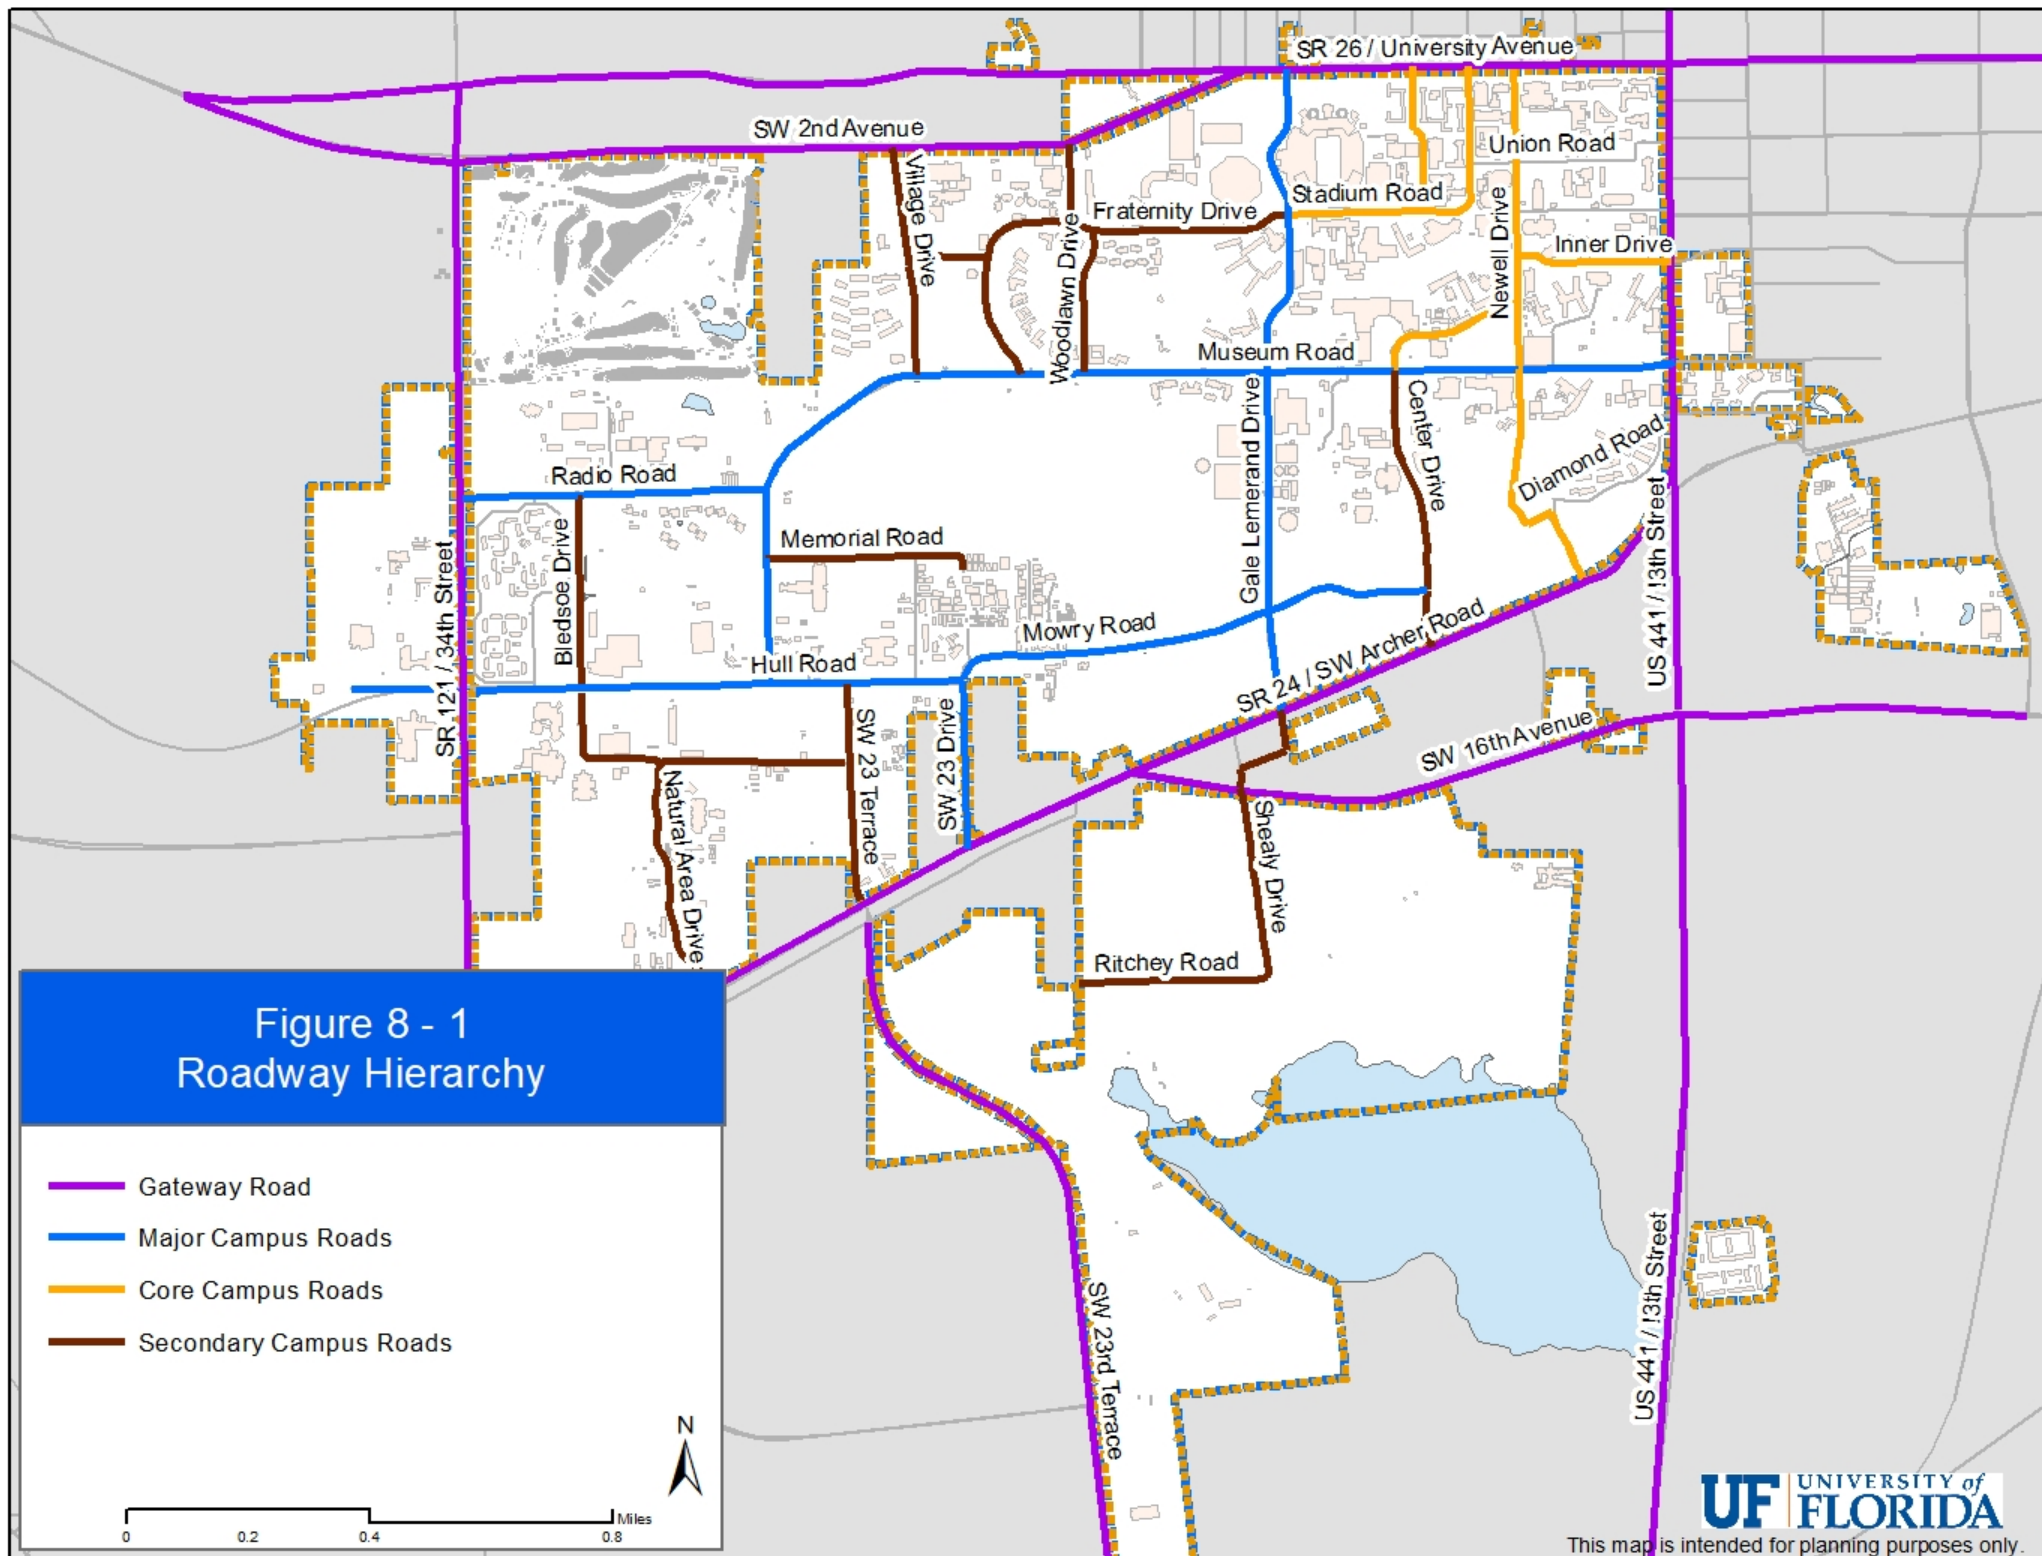 SR 26 / University Avenue
SW 2nd Avenue
Union Road
Village Drive
Stadium Road
Fraternity Drive
Newell Drive
Woodlawn Drive
Inner Drive
Museum Road
Gale Lemerand Drive
Center Drive
Diamond Road
Radio Road
Bledsoe Drive
Memorial Road
SR 121 / 34th Street
US 441 / 13th Street
Mowry Road
Hull Road
SR 24 / SW Archer Road
SW 23 Terrace
SW 23 Drive
SW 16th Avenue
Natural Area Drive
Shealy Drive
Ritchey Road
SW 23rd Terrace
US 441 / 13th Street
Figure 8 - 1
Roadway Hierarchy
Gateway Road
Major Campus Roads
Core Campus Roads
Secondary Campus Roads
N
Miles
0 0.2 0.4 0.8
UF UNIVERSITY of
FLORIDA
This map is intended for planning purposes only.